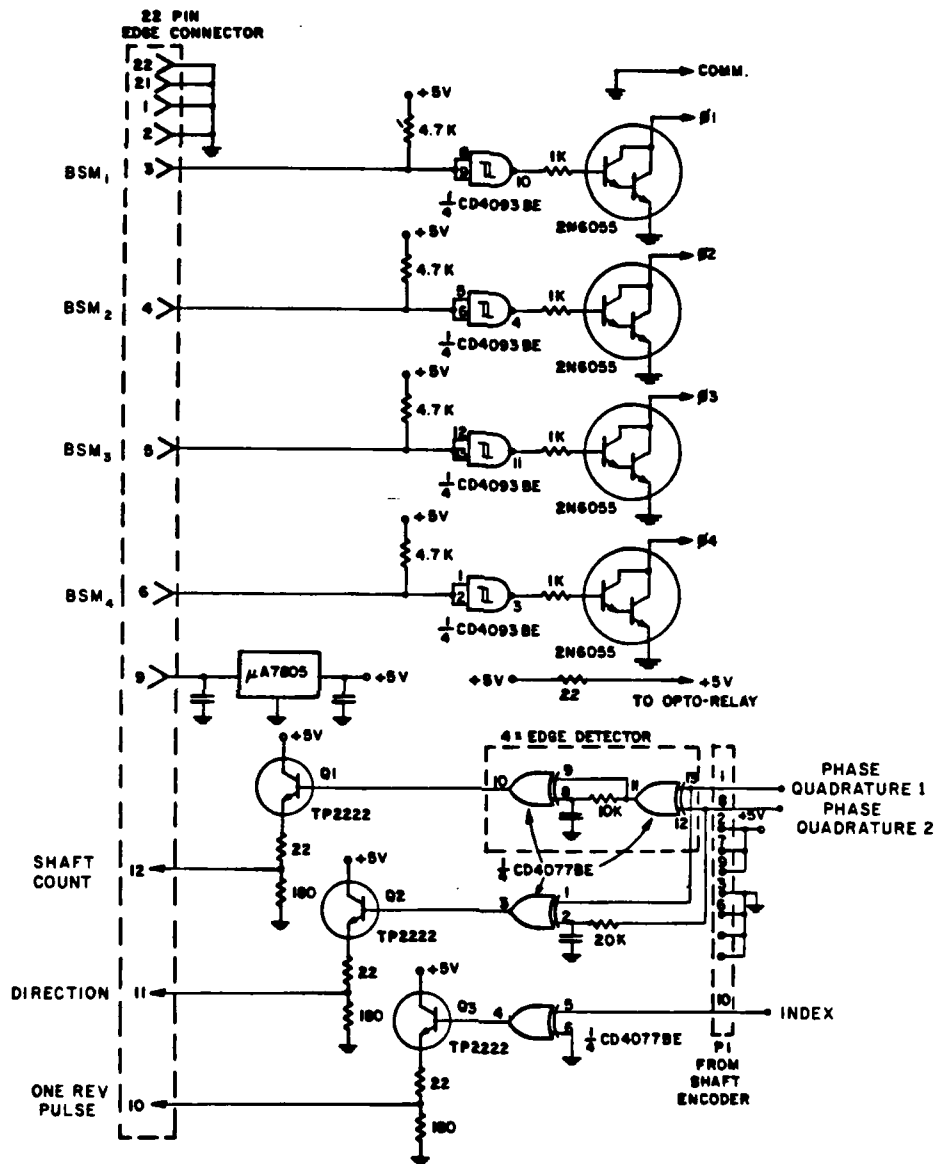 22 PIN
EDGE CONNECTOR
22
21
1
2
COMM.
+5V
4.7K
Ø1
BSM1
3
8
9
10
1K
1/4 CD4093BE
2N6055
+5V
4.7K
Ø2
BSM2
4
5
6
4
1K
1/4 CD4093BE
2N6055
+5V
4.7K
Ø3
BSM3
5
12
11
1K
1/4 CD4093BE
2N6055
+5V
4.7K
Ø4
BSM4
6
1
2
3
1K
1/4 CD4093BE
2N6055
9
μA7805
+5V
+5V
22
+5V
TO OPTO-RELAY
4X EDGE DETECTOR
+5V
Q1
TP2222
10
9
8
10K
11
13
12
1
8
2
+5V
7
9
5
6
PHASE
QUADRATURE 1
PHASE
QUADRATURE 2
22
1/4 CD4077BE
SHAFT
COUNT
12
180
+5V
Q2
TP2222
3
1
2
20K
22
DIRECTION
11
180
+5V
Q3
TP2222
4
5
6
1/4 CD4077BE
10
INDEX
P1
FROM
SHAFT
ENCODER
22
ONE REV
PULSE
10
180